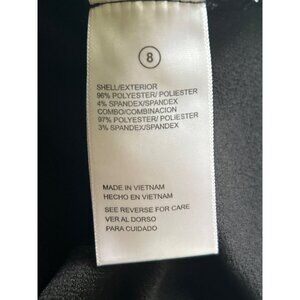 8
SHELL/EXTERIOR
96% POLYESTER/ POLIESTER
4% SPANDEX/SPANDEX
COMBO/COMBINACION
97% POLYESTER/ POLIESTER
3% SPANDEX/SPANDEX
MADE IN VIETNAM
HECHO EN VIETNAM
SEE REVERSE FOR CARE
VER AL DORSO
PARA CUIDADO